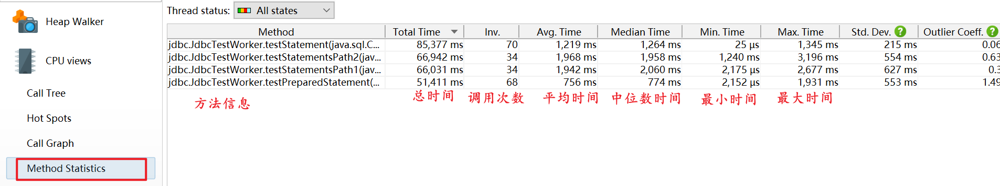 Heap Walker
CPU views
Call Tree
Hot Spots
Call Graph
Method Statistics
Thread status: All states
Method Total Time Inv. Avg. Time Median Time Min. Time Max. Time Std. Dev. ? Outlier Coeff. ?
jdbc.JdbcTestWorker.testStatement(java.sql.C... 85,377 ms 70 1,219 ms 1,264 ms 25 µs 1,345 ms 215 ms 0.06
jdbc.JdbcTestWorker.testStatementsPath2(jav... 66,942 ms 34 1,968 ms 1,958 ms 1,240 ms 3,196 ms 554 ms 0.63
jdbc.JdbcTestWorker.testStatementsPath1(jav... 66,031 ms 34 1,942 ms 2,060 ms 2,175 µs 2,677 ms 627 ms 0.3
jdbc.JdbcTestWorker.testPreparedStatement(... 51,411 ms 68 756 ms 774 ms 2,152 µs 1,931 ms 553 ms 1.49
方法信息 总时间 调用次数 平均时间 中位数时间 最小时间 最大时间